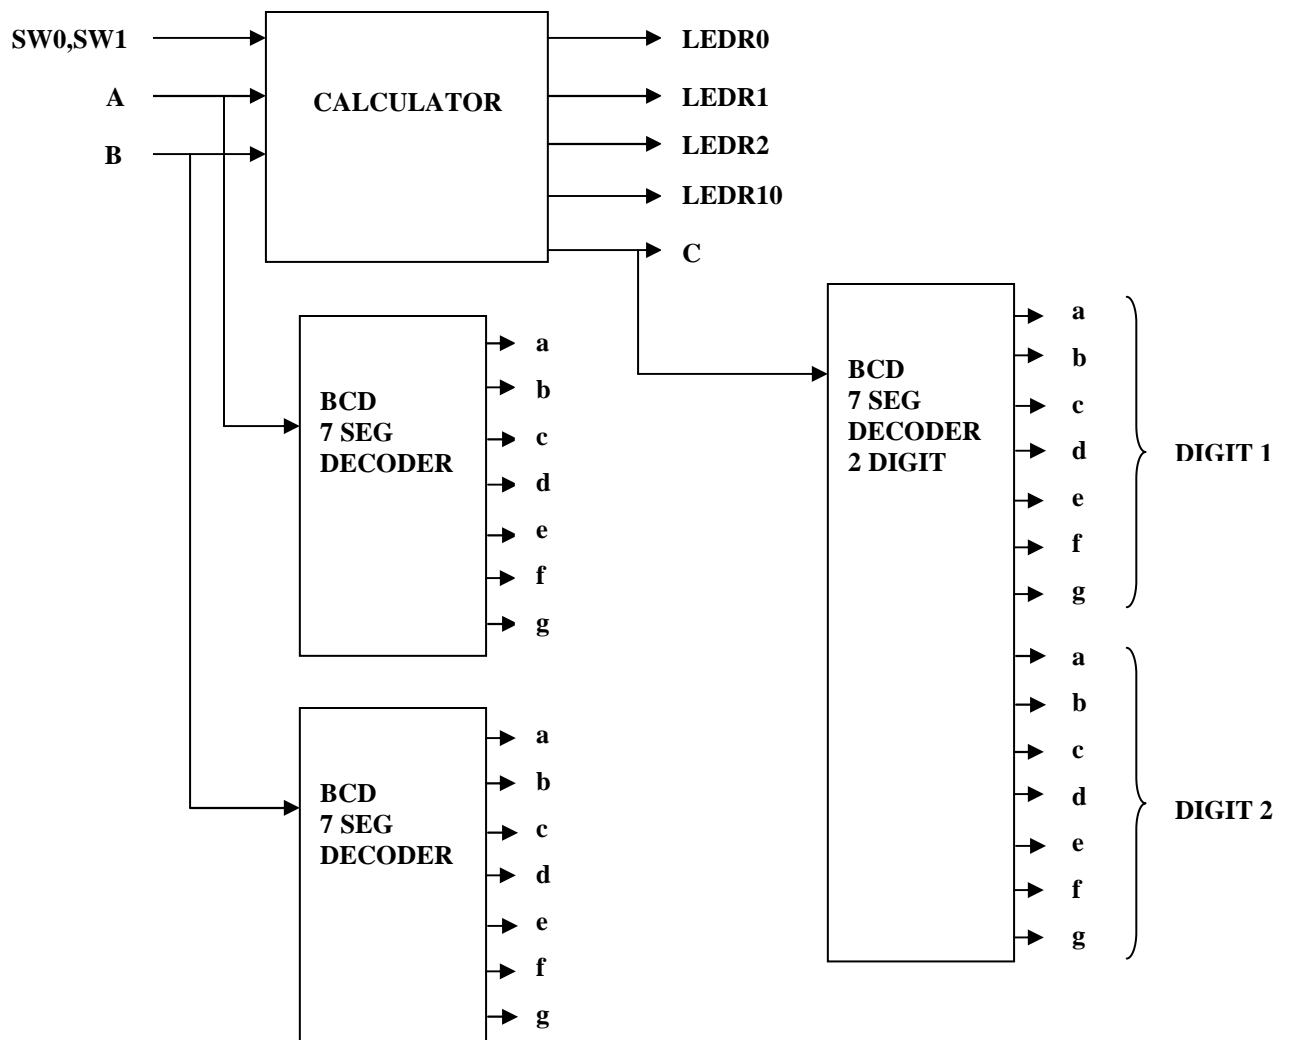 SW0,SW1
A
B
CALCULATOR
LEDR0
LEDR1
LEDR2
LEDR10
C
BCD
7 SEG
DECODER
a
b
c
d
e
f
g
BCD
7 SEG
DECODER
a
b
c
d
e
f
g
BCD
7 SEG
DECODER
2 DIGIT
a
b
c
d
e
f
g
DIGIT 1
a
b
c
d
e
f
g
DIGIT 2